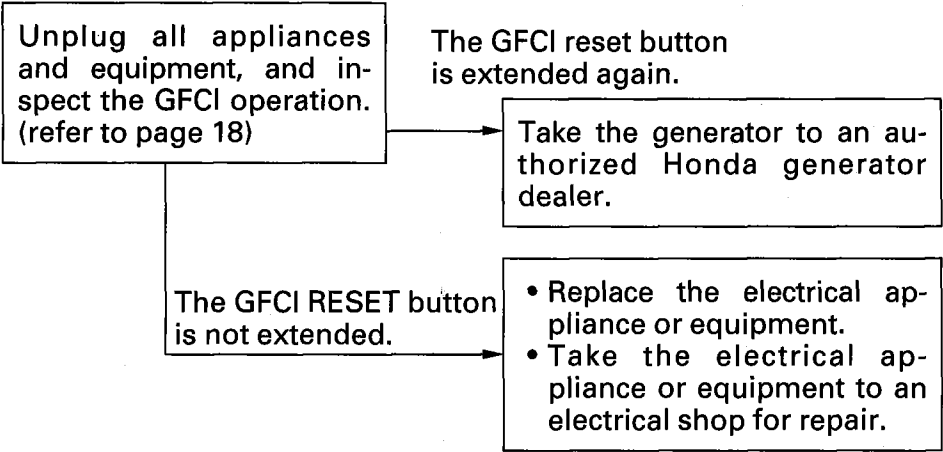 Unplug all appliances
and equipment, and in-
spect the GFCI operation.
(refer to page 18)
The GFCI reset button
is extended again.
Take the generator to an au-
thorized Honda generator
dealer.
The GFCI RESET button
is not extended.
• Replace the electrical ap-
pliance or equipment.
• Take the electrical ap-
pliance or equipment to an
electrical shop for repair.